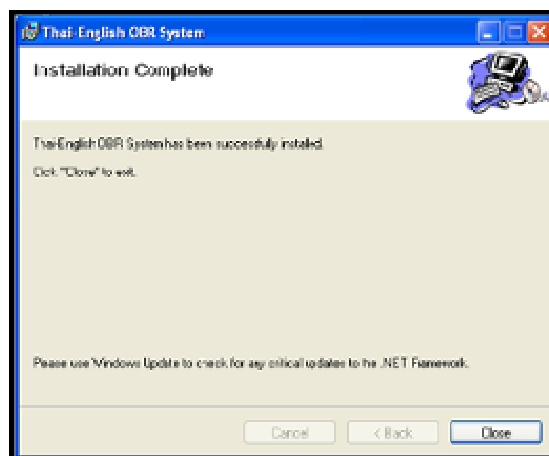 Thai-English OBR System
Installation Complete
Thai-English OBR System has been successfully installed.
Click "Close" to exit.
Please use Windows Update to check for any critical updates to the .NET Framework.
Cancel
< Back
Close